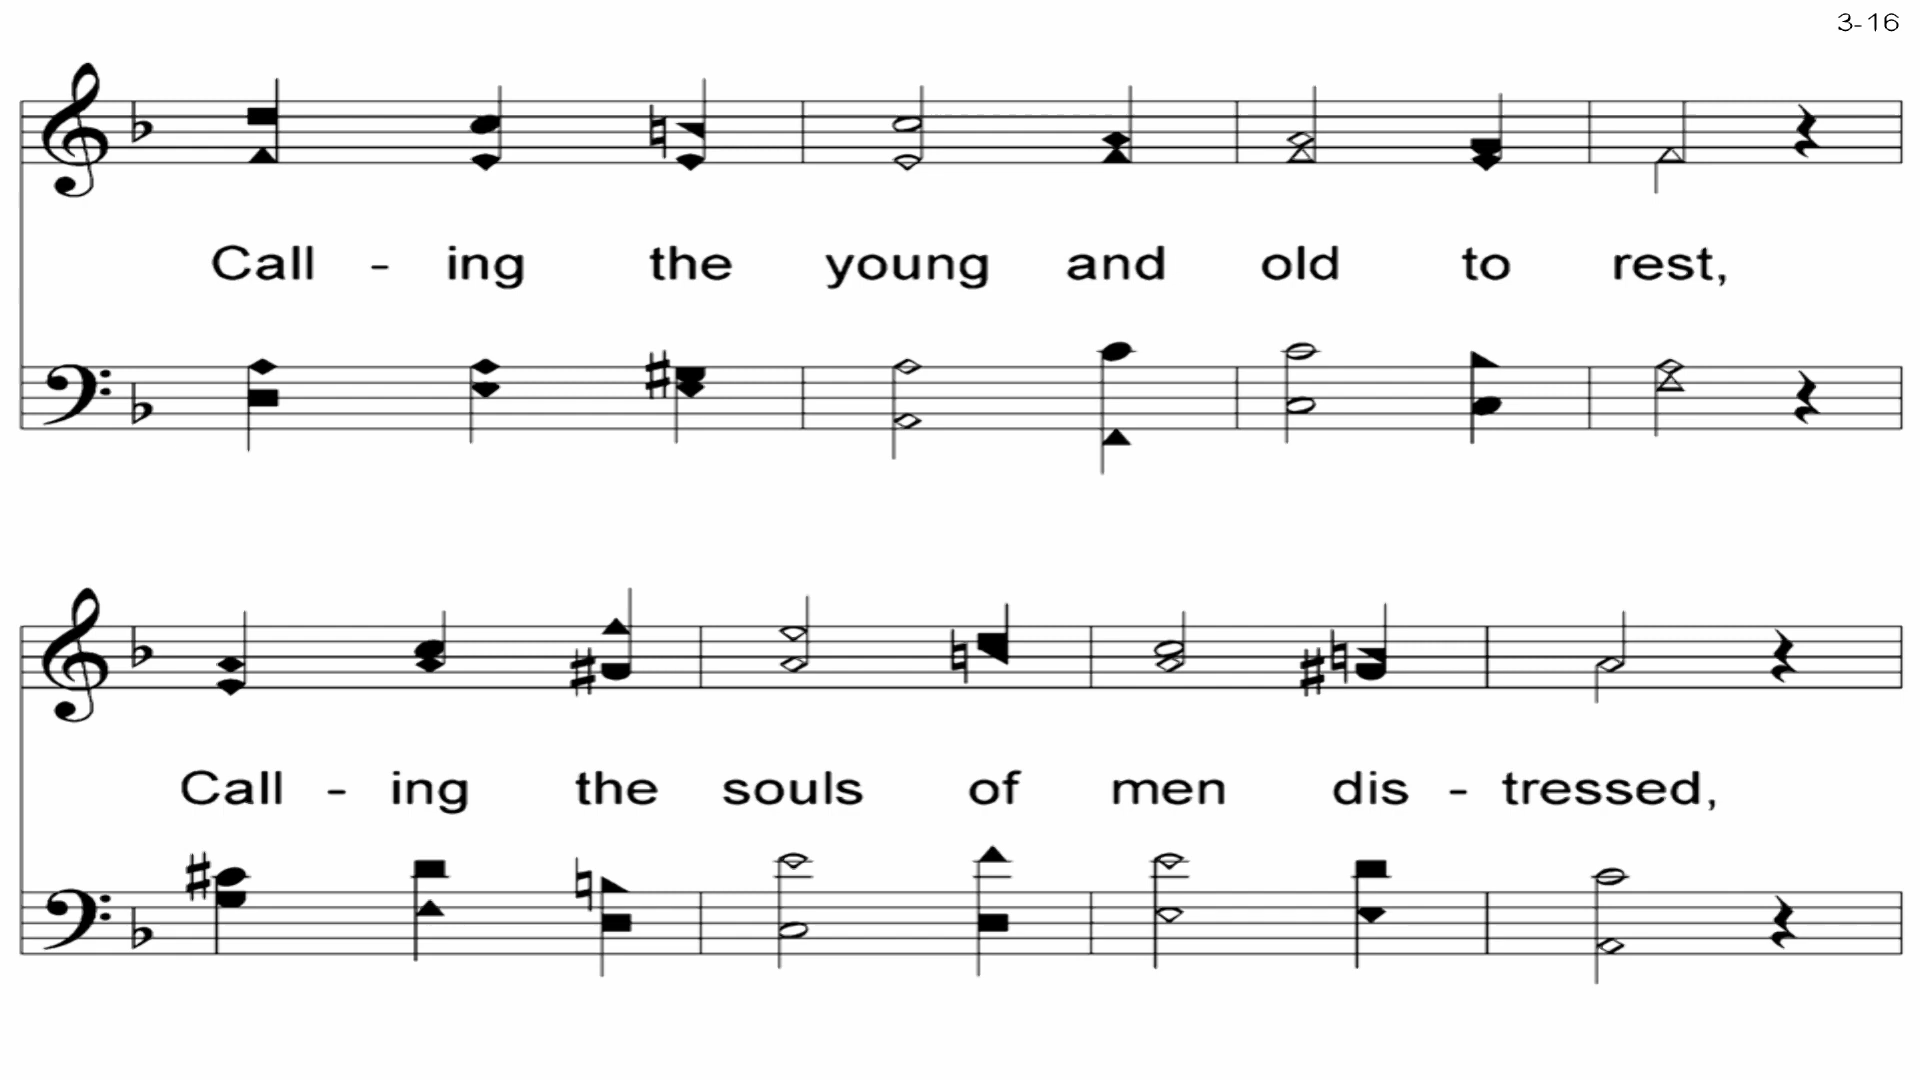 3-16
Call - ing the young and old to rest,
Call - ing the souls of men dis - tressed,